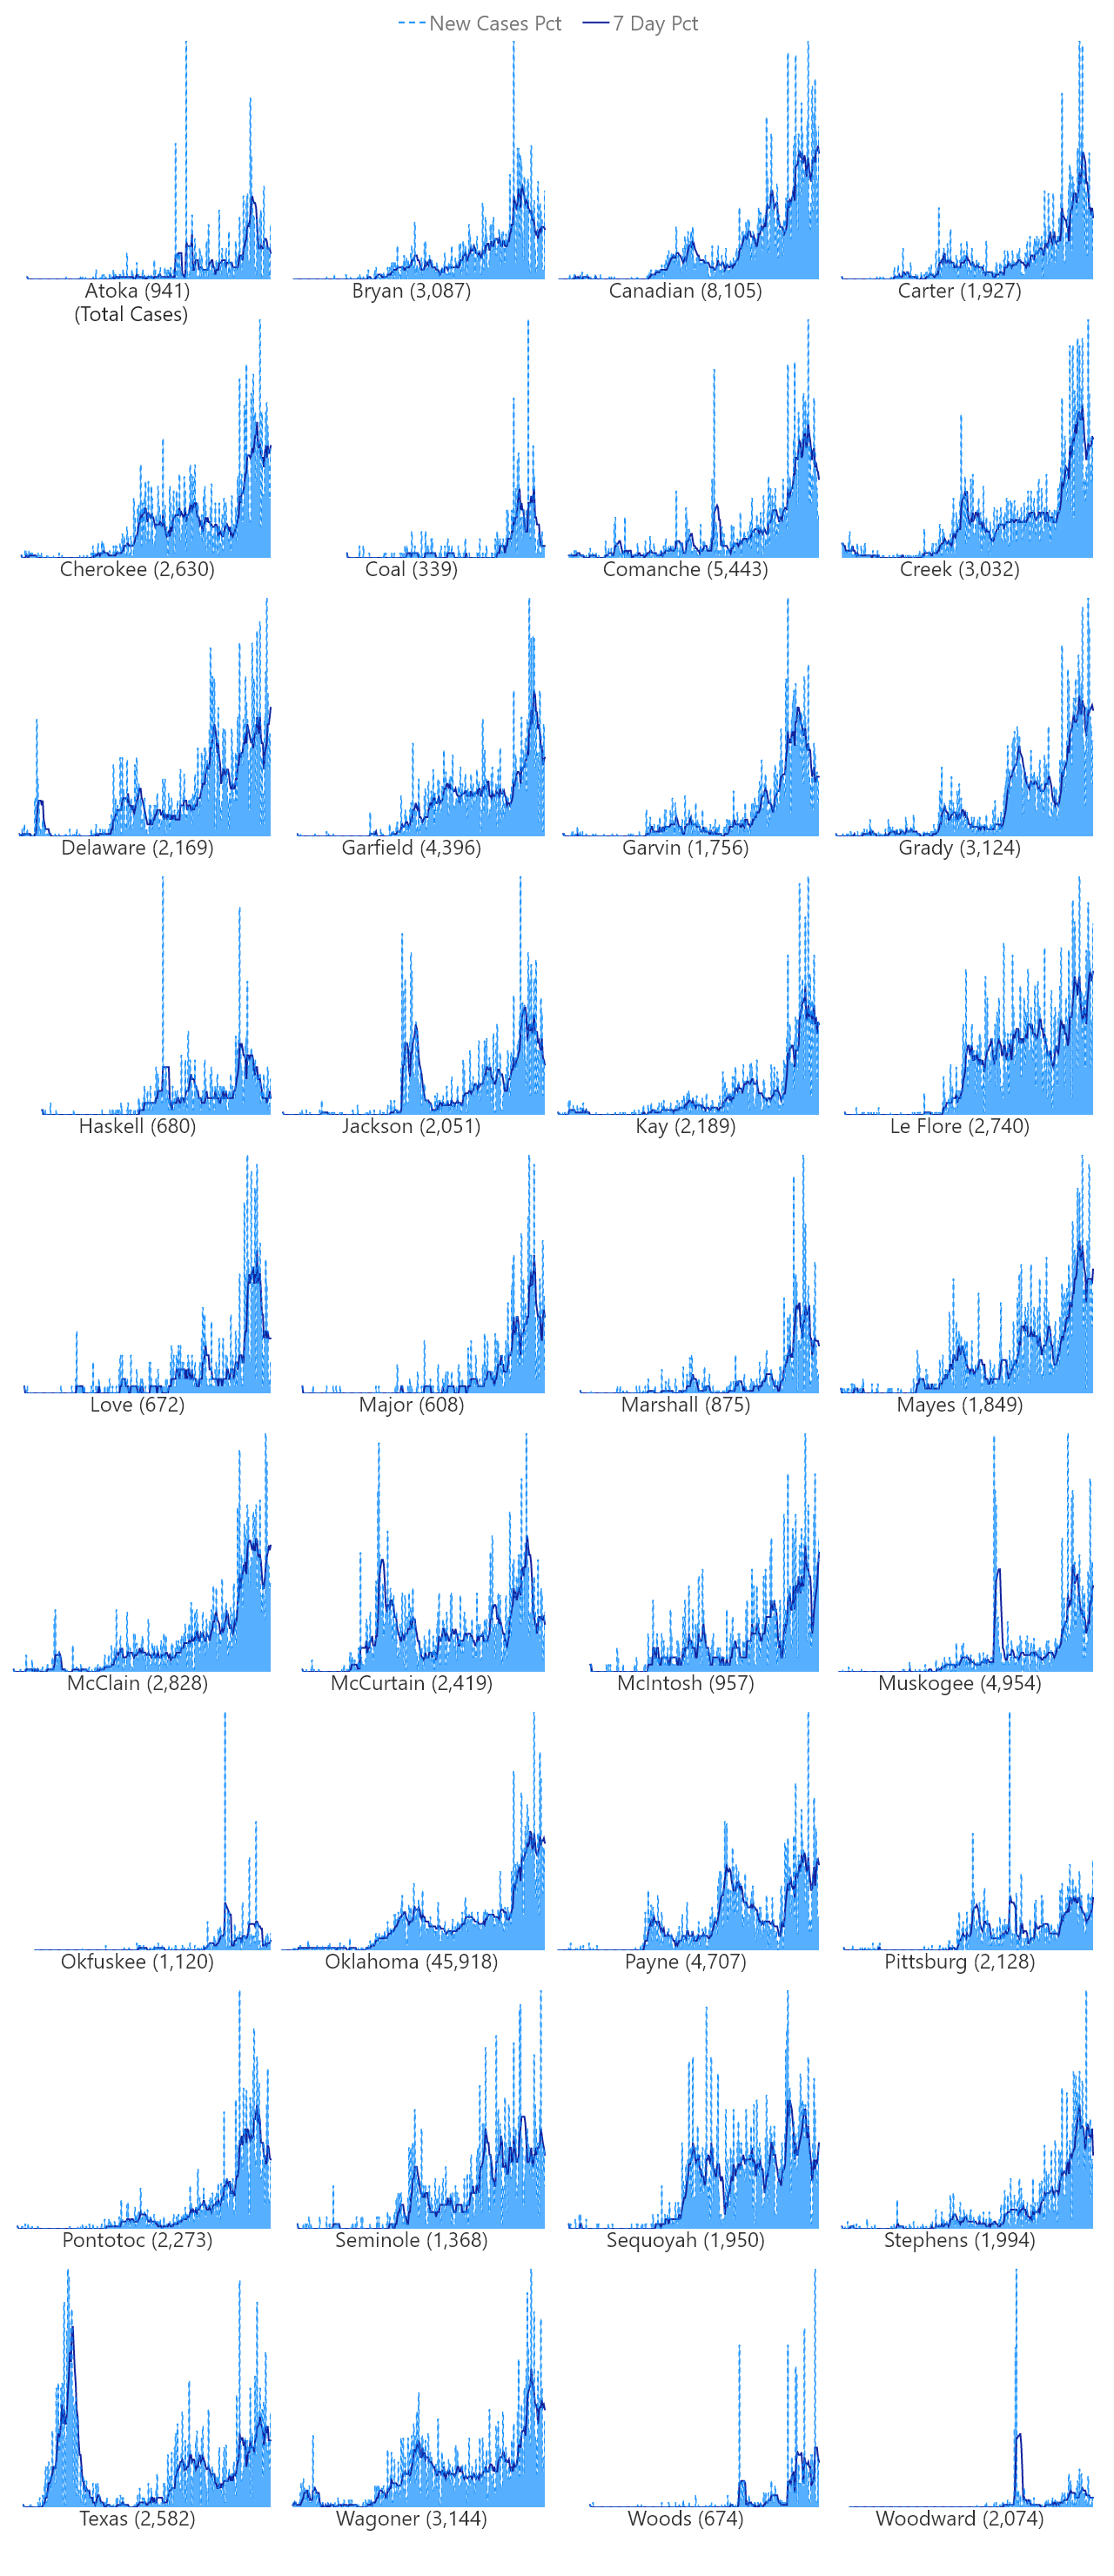 New Cases Pct 7 Day Pct
Atoka (941) Bryan (3,087) Canadian (8,105) Carter (1,927)
(Total Cases)
Cherokee (2,630) Coal (339) Comanche (5,443) Creek (3,032)
Delaware (2,169) Garfield (4,396) Garvin (1,756) Grady (3,124)
Haskell (680) Jackson (2,051) Kay (2,189) Le Flore (2,740)
Love (672) Major (608) Marshall (875) Mayes (1,849)
McClain (2,828) McCurtain (2,419) McIntosh (957) Muskogee (4,954)
Okfuskee (1,120) Oklahoma (45,918) Payne (4,707) Pittsburg (2,128)
Pontotoc (2,273) Seminole (1,368) Sequoyah (1,950) Stephens (1,994)
Texas (2,582) Wagoner (3,144) Woods (674) Woodward (2,074)